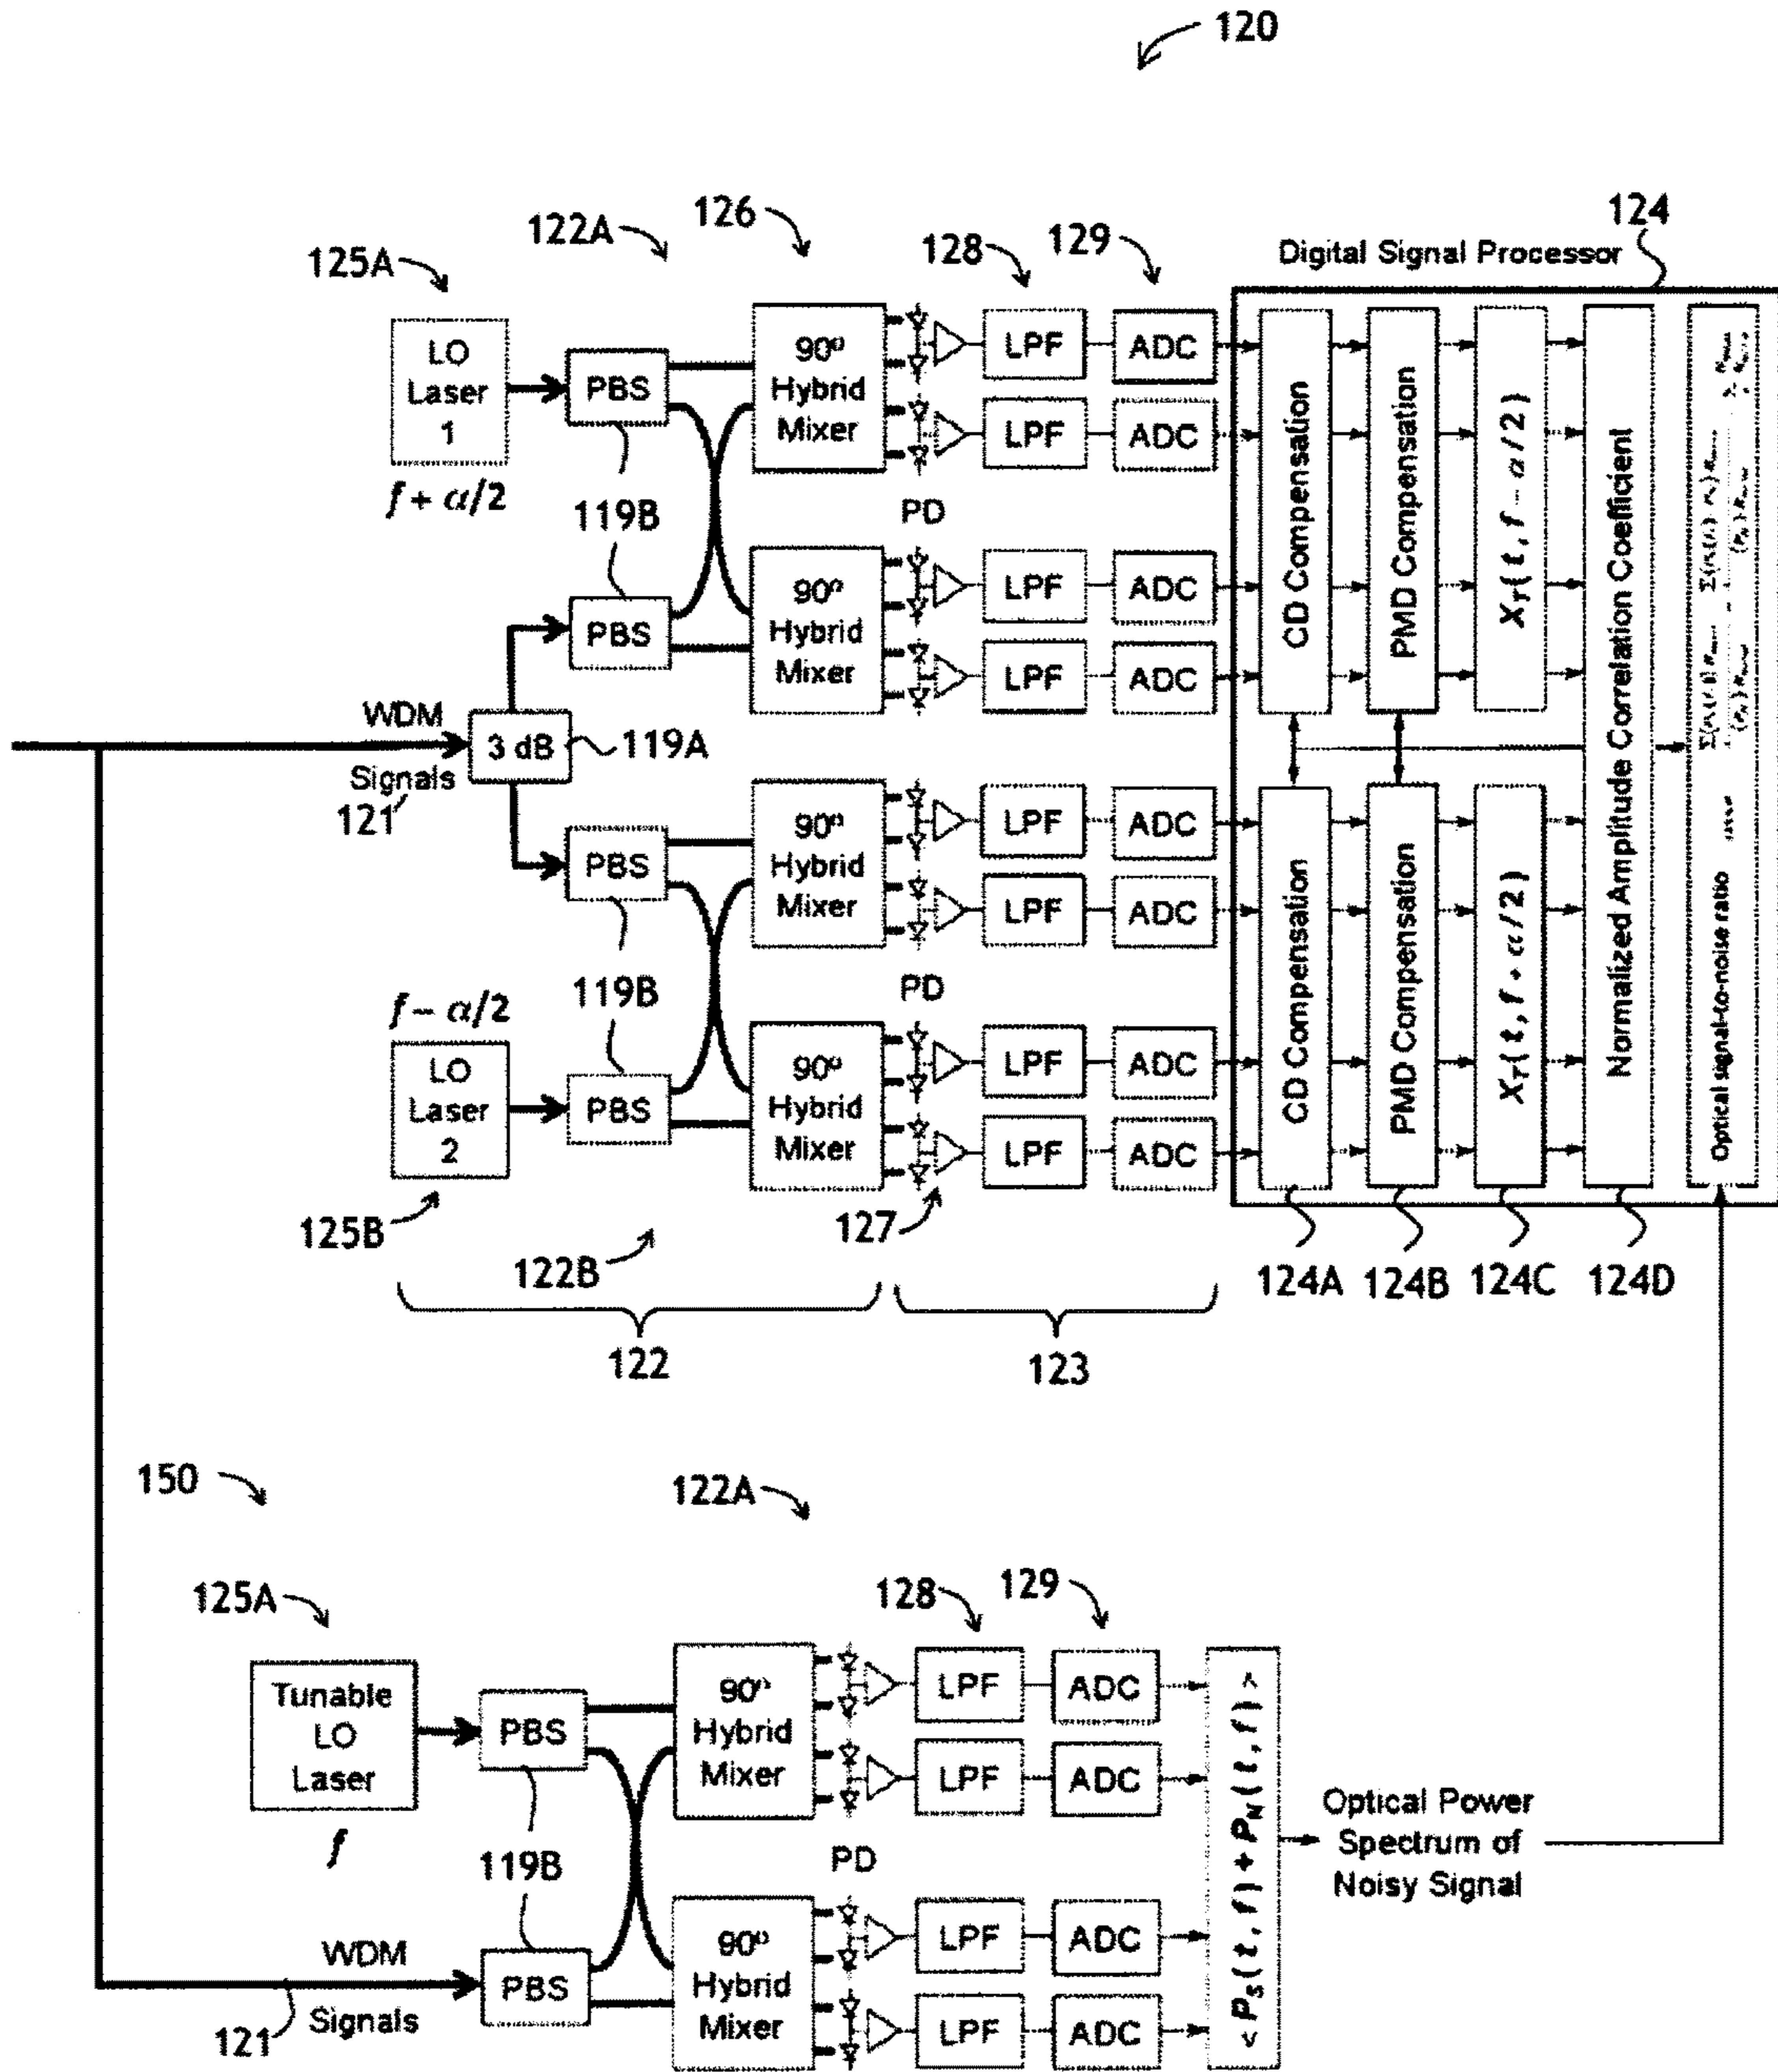 120
124
126
122A
128
129
125A
Digital Signal Processor
LO
Laser
1
f + α/2
PBS
119B
PBS
90º
Hybrid
Mixer
90º
Hybrid
Mixer
PD
LPF
ADC
LPF
ADC
LPF
ADC
LPF
ADC
CD Compensation
PMD Compensation
X_T(t, f − α/2)
Normalized Amplitude Correlation Coefficient
WDM
Signals
121
3 dB
119A
PBS
119B
PBS
f − α/2
LO
Laser
2
125B
122B
90º
Hybrid
Mixer
90º
Hybrid
Mixer
PD
127
LPF
ADC
LPF
ADC
LPF
ADC
LPF
ADC
CD Compensation
PMD Compensation
X_T(t, f + α/2)
Optical signal-to-noise ratio
124A
124B
124C
124D
122
123
150
122A
125A
128
129
Tunable
LO
Laser
f
PBS
119B
PBS
WDM
Signals
121
90º
Hybrid
Mixer
90º
Hybrid
Mixer
PD
LPF
ADC
LPF
ADC
LPF
ADC
LPF
ADC
< P_S(t, f) + P_N(t, f) >
Optical Power
Spectrum of
Noisy Signal